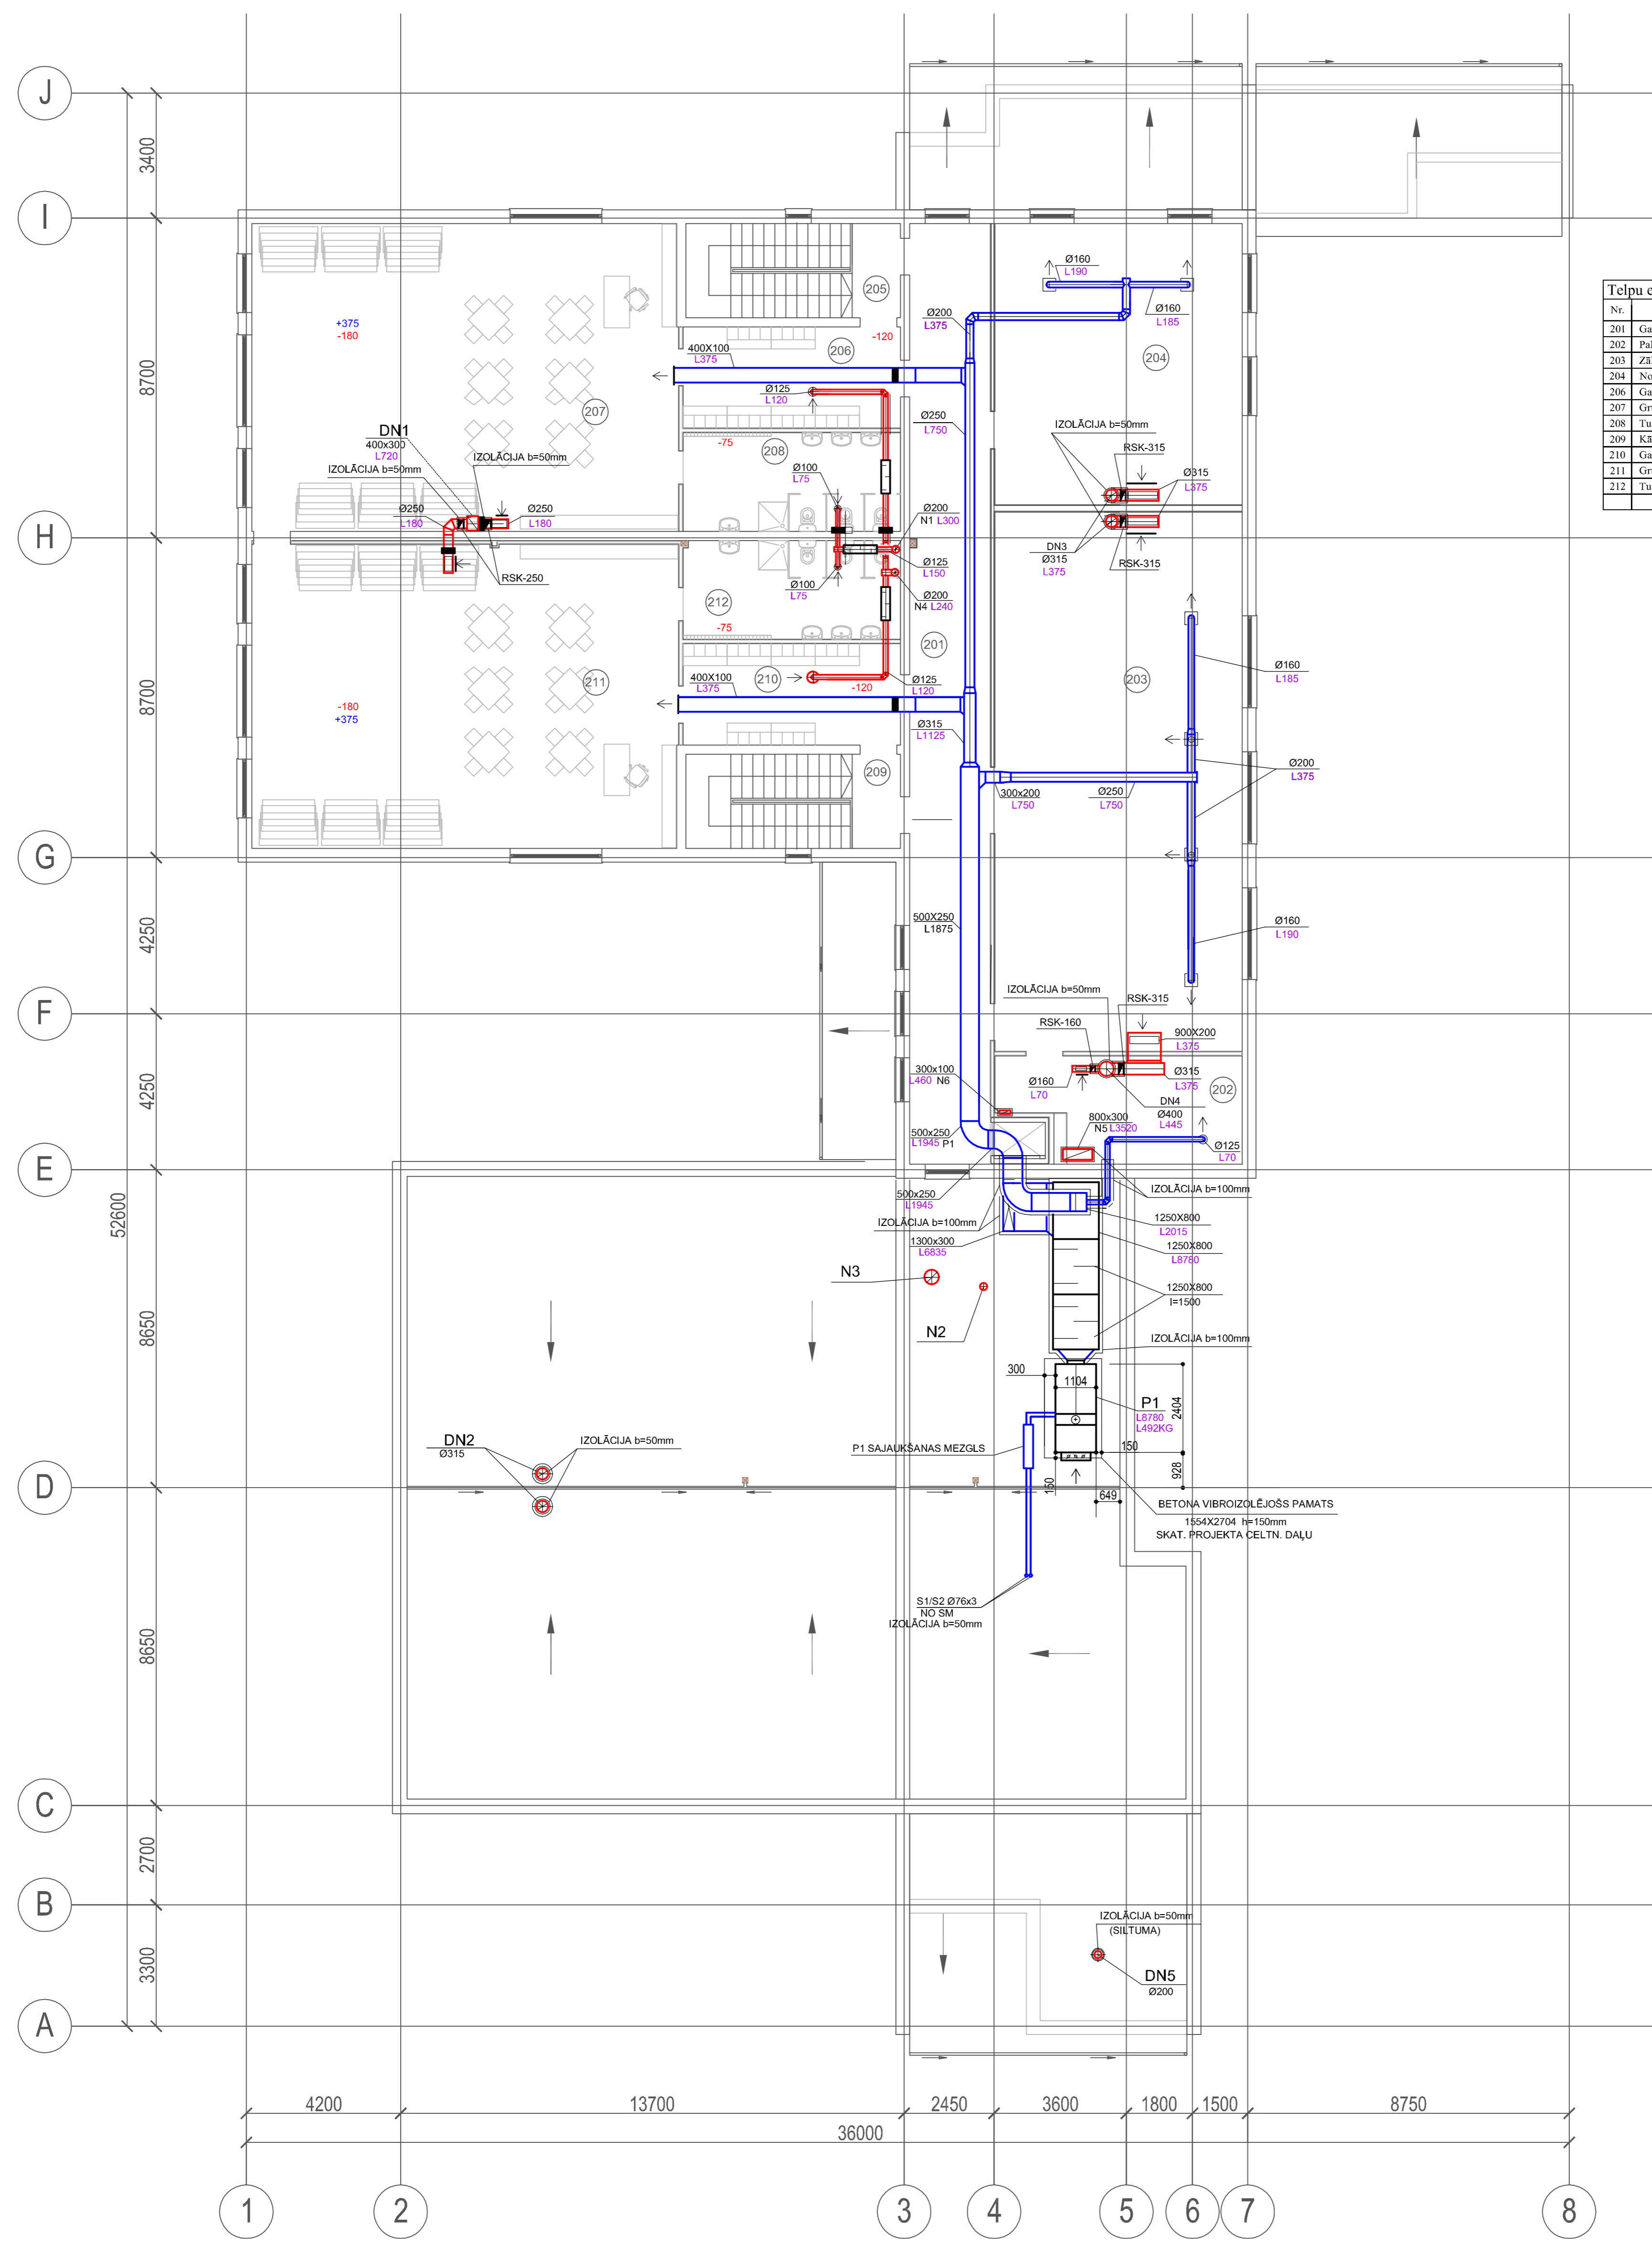 J
3400
I
8700
H
8700
G
4250
F
4250
E
52600
8650
D
8650
C
2700
B
3300
A
205
206
-120
+375
-180
400X100
L375
207
Ø125
L120
DN1
400x300
L720
IZOLĀCIJA b=50mm
IZOLĀCIJA b=50mm
Ø250
L180
Ø250
L180
RSK-250
-75
208
Ø100
L75
Ø200
N1 L300
Ø125
L150
Ø100
L75
Ø200
N4 L240
212
-75
201
211
400X100
L375
210
-120
Ø125
L120
-180
+375
209
Ø160
L190
Ø160
L185
Ø200
L375
204
Ø250
L750
IZOLĀCIJA b=50mm
RSK-315
Ø315
L375
DN3
Ø315
L375
RSK-315
Ø160
L185
203
Ø315
L1125
Ø200
L375
300x200
L750
Ø250
L750
500X250
L1875
Ø160
L190
IZOLĀCIJA b=50mm
RSK-315
RSK-160
900X200
L375
300x100
L460 N6
Ø160
L70
Ø315
L375
202
DN4
Ø400
L445
800x300
N5 L3520
500x250
L1945 P1
Ø125
L70
500x250
L1945
IZOLĀCIJA b=100mm
IZOLĀCIJA b=100mm
1250X800
L2015
1300x300
L6835
1250X800
L8780
N3
1250X800
l=1500
N2
IZOLĀCIJA b=100mm
300
1104
P1
L8780
L492KG
2404
DN2
Ø315
IZOLĀCIJA b=50mm
P1 SAJAUKŠANAS MEZGLS
150
150
928
649
BETONA VIBROIZOLĒJOŠS PAMATS
1554X2704 h=150mm
SKAT. PROJEKTA CELTN. DAĻU
S1/S2 Ø76x3
NO SM
IZOLĀCIJA b=50mm
IZOLĀCIJA b=50mm
(SILTUMA)
DN5
Ø200
Telpu
Nr.
201
202
203
204
206
207
208
209
210
211
212
4200
13700
2450
3600
1800
1500
8750
36000
1
2
3
4
5
6
7
8